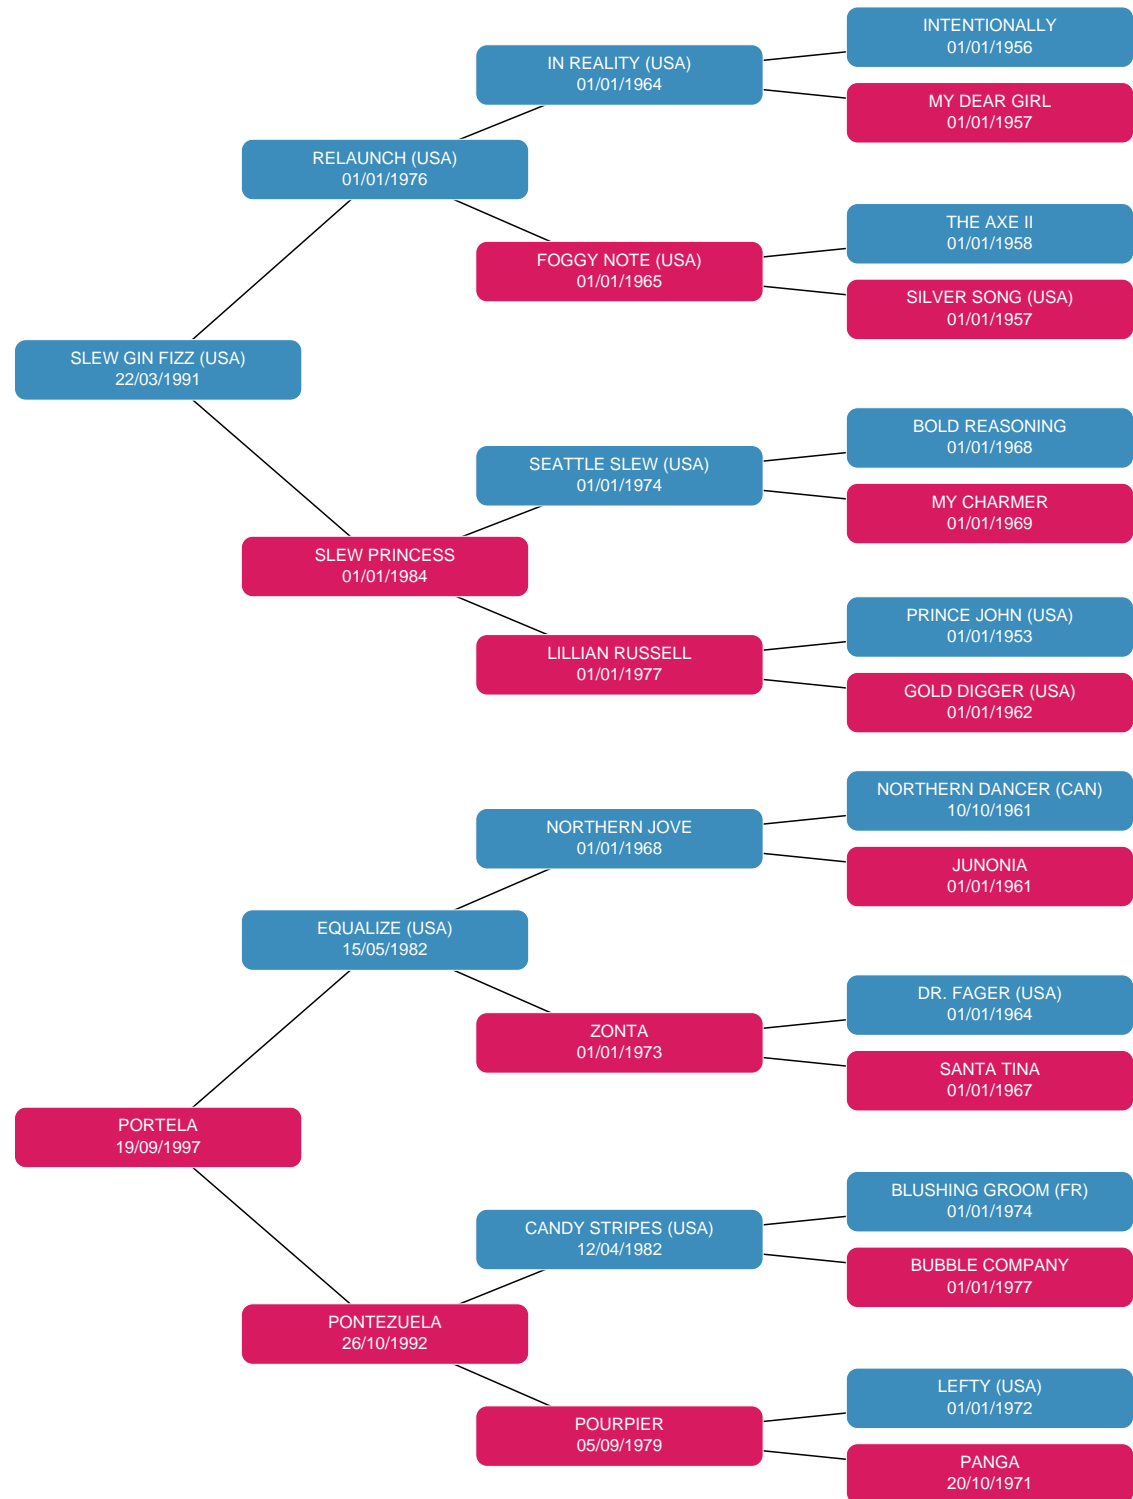 INTENTIONALLY
01/01/1956
IN REALITY (USA)
01/01/1964
MY DEAR GIRL
01/01/1957
RELAUNCH (USA)
01/01/1976
THE AXE II
01/01/1958
FOGGY NOTE (USA)
01/01/1965
SILVER SONG (USA)
01/01/1957
SLEW GIN FIZZ (USA)
22/03/1991
BOLD REASONING
01/01/1968
SEATTLE SLEW (USA)
01/01/1974
MY CHARMER
01/01/1969
SLEW PRINCESS
01/01/1984
PRINCE JOHN (USA)
01/01/1953
LILLIAN RUSSELL
01/01/1977
GOLD DIGGER (USA)
01/01/1962
NORTHERN DANCER (CAN)
10/10/1961
NORTHERN JOVE
01/01/1968
JUNONIA
01/01/1961
EQUALIZE (USA)
15/05/1982
DR. FAGER (USA)
01/01/1964
ZONTA
01/01/1973
SANTA TINA
01/01/1967
PORTELA
19/09/1997
BLUSHING GROOM (FR)
01/01/1974
CANDY STRIPES (USA)
12/04/1982
BUBBLE COMPANY
01/01/1977
PONTEZUELA
26/10/1992
LEFTY (USA)
01/01/1972
POURPIER
05/09/1979
PANGA
20/10/1971